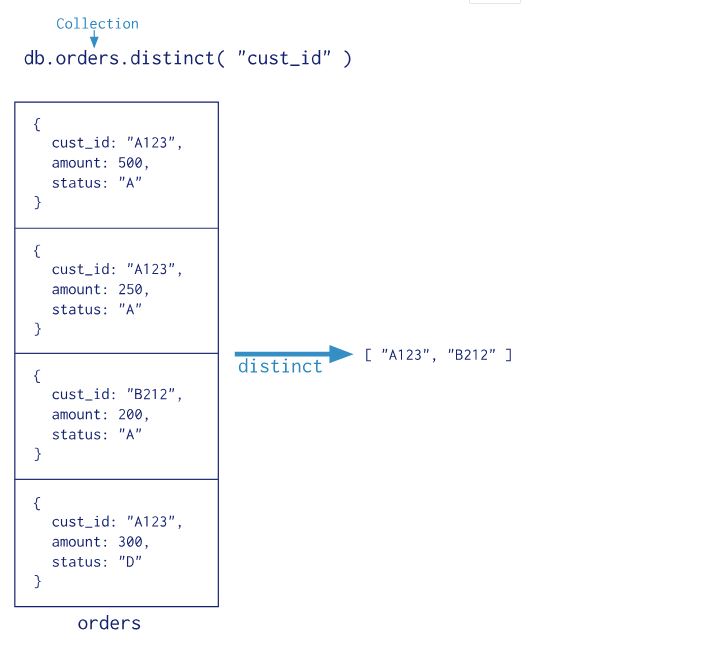 Collection
db.orders.distinct( "cust_id" )
{
cust_id: "A123",
amount: 500,
status: "A"
}
{
cust_id: "A123",
amount: 250,
status: "A"
}
{
cust_id: "B212",
amount: 200,
status: "A"
}
{
cust_id: "A123",
amount: 300,
status: "D"
}
orders
distinct
[ "A123", "B212" ]